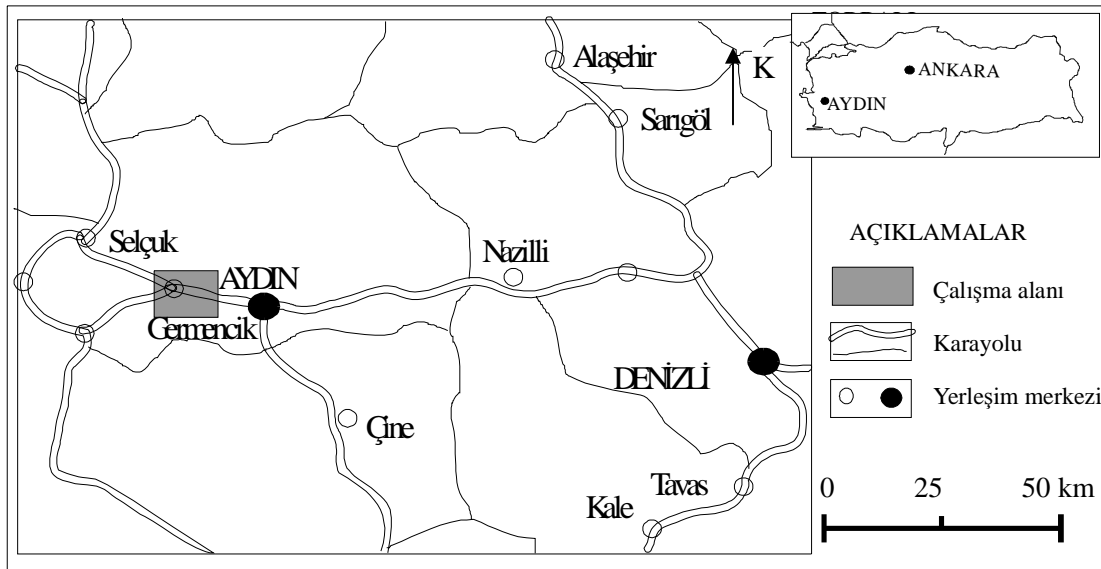 Alaşehir
K
Sarıgöl
ANKARA
AYDIN
Selçuk
Nazilli
AYDIN
Germencik
DENİZLİ
Çine
Tavas
Kale
AÇIKLAMALAR
Çalışma alanı
Karayolu
Yerleşim merkezi
0 25 50 km